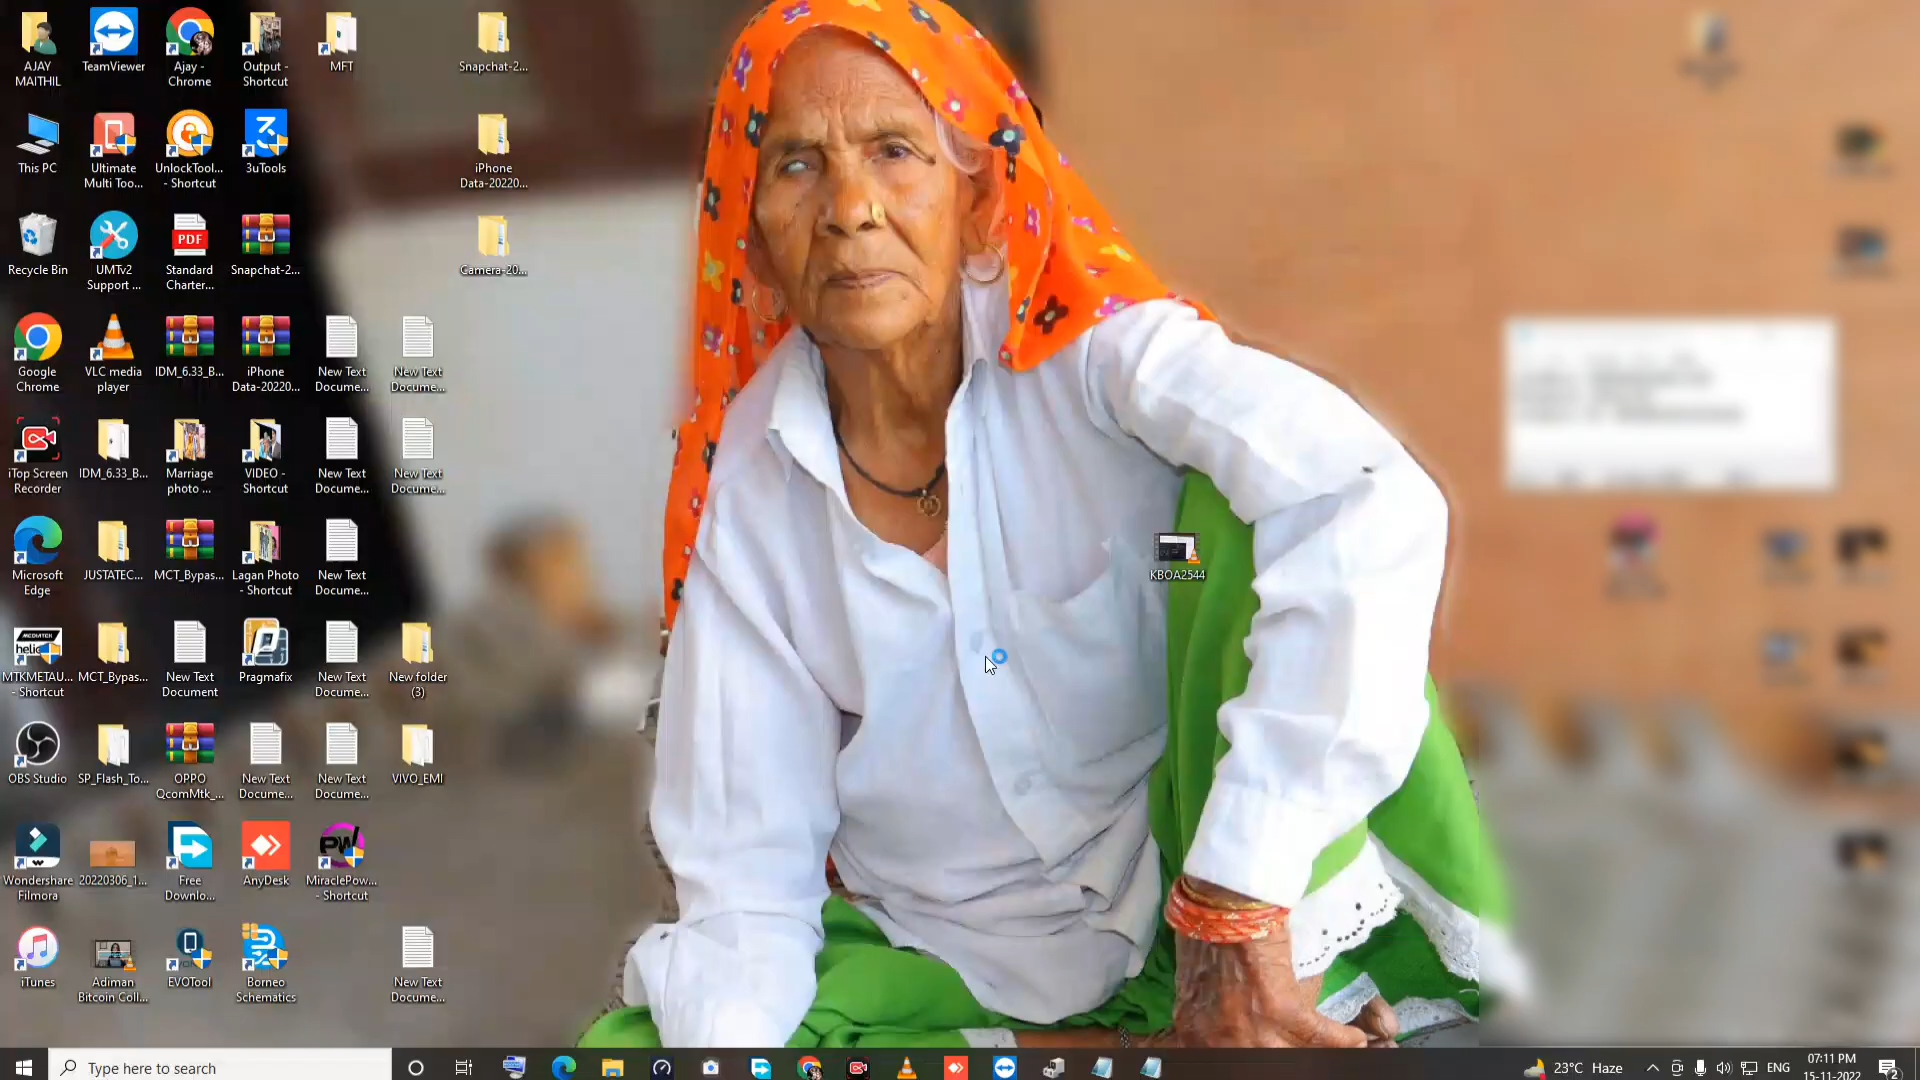 AJAY
MAITHIL
TeamViewer
Ajay -
Chrome
Output -
Shortcut
MFT
Snapchat-2...
This PC
Ultimate
Multi Too...
UnlockTool...
- Shortcut
3uTools
iPhone
Data-20220...
Recycle Bin
UMTv2
Support ...
PDF
Standard
Charter...
Snapchat-2...
Camera-20...
Google
Chrome
VLC media
player
IDM_6.33_B...
iPhone
Data-20220...
New Text
Docume...
New Text
Docume...
iTop Screen
Recorder
IDM_6.33_B...
Marriage
photo ...
VIDEO -
Shortcut
New Text
Docume...
New Text
Docume...
Microsoft
Edge
JUSTATEC...
MCT_Bypas...
Lagan Photo
- Shortcut
New Text
Docume...
KBOA2544
MEDIATEK
helio
MTKMETAU...
- Shortcut
MCT_Bypas...
New Text
Document
Pragmafix
New Text
Docume...
New folder
(3)
OBS Studio
SP_Flash_To...
OPPO
QcomMtk_...
New Text
Docume...
New Text
Docume...
VIVO_EMI
Wondershare
Filmora
20220306_1...
Free
Downlo...
AnyDesk
PW
MiraclePow...
- Shortcut
iTunes
Adiman
Bitcoin Coll...
EVOTool
Borneo
Schematics
New Text
Docume...
Type here to search
23°C Haze
ENG
07:11 PM
15-11-2022
2